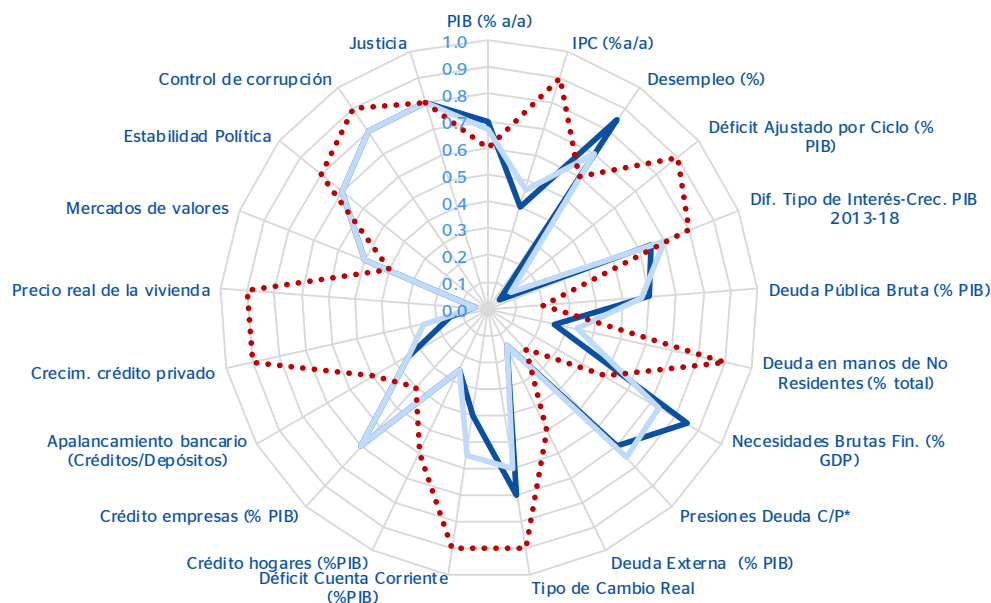 PIB (% a/a)
IPC (%a/a)
Desempleo (%)
Déficit Ajustado por Ciclo (%
PIB)
Dif. Tipo de Interés-Crec. PIB
2013-18
Deuda Pública Bruta (% PIB)
Deuda en manos de No
Residentes (% total)
Necesidades Brutas Fin. (%
GDP)
Presiones Deuda C/P*
Deuda Externa (% PIB)
Tipo de Cambio Real
Déficit Cuenta Corriente
(%PIB)
Crédito hogares (%PIB)
Crédito empresas (% PIB)
Apalancamiento bancario
(Créditos/Depósitos)
Crecim. crédito privado
Precio real de la vivienda
Mercados de valores
Estabilidad Política
Control de corrupción
Justicia
1.0
0.9
0.8
0.7
0.6
0.5
0.4
0.3
0.2
0.1
0.0